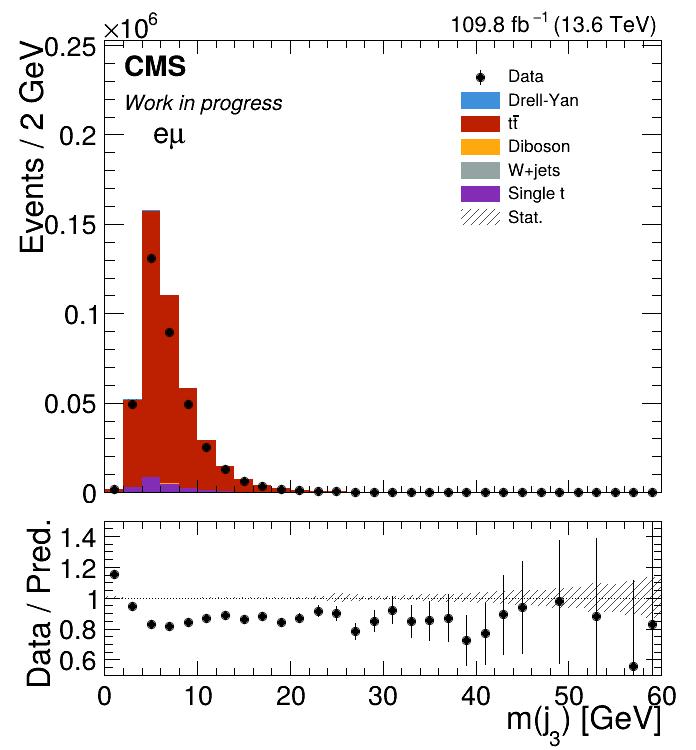 ×10⁶
109.8 fb⁻¹ (13.6 TeV)
CMS
Work in progress
eμ
Data
Drell-Yan
tt̄
Diboson
W+jets
Single t
Stat.
Events / 2 GeV
0.25
0.2
0.15
0.1
0.05
0
Data / Pred.
1.4
1.2
1
0.8
0.6
0 10 20 30 40 50 60
m(j₃) [GeV]